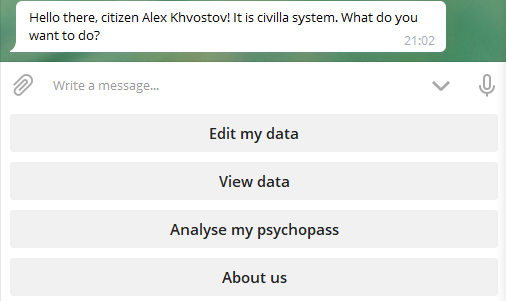 Hello there, citizen Alex Khvostov! It is civilla system. What do you
want to do?
21:02
Write a message...
Edit my data
View data
Analyse my psychopass
About us